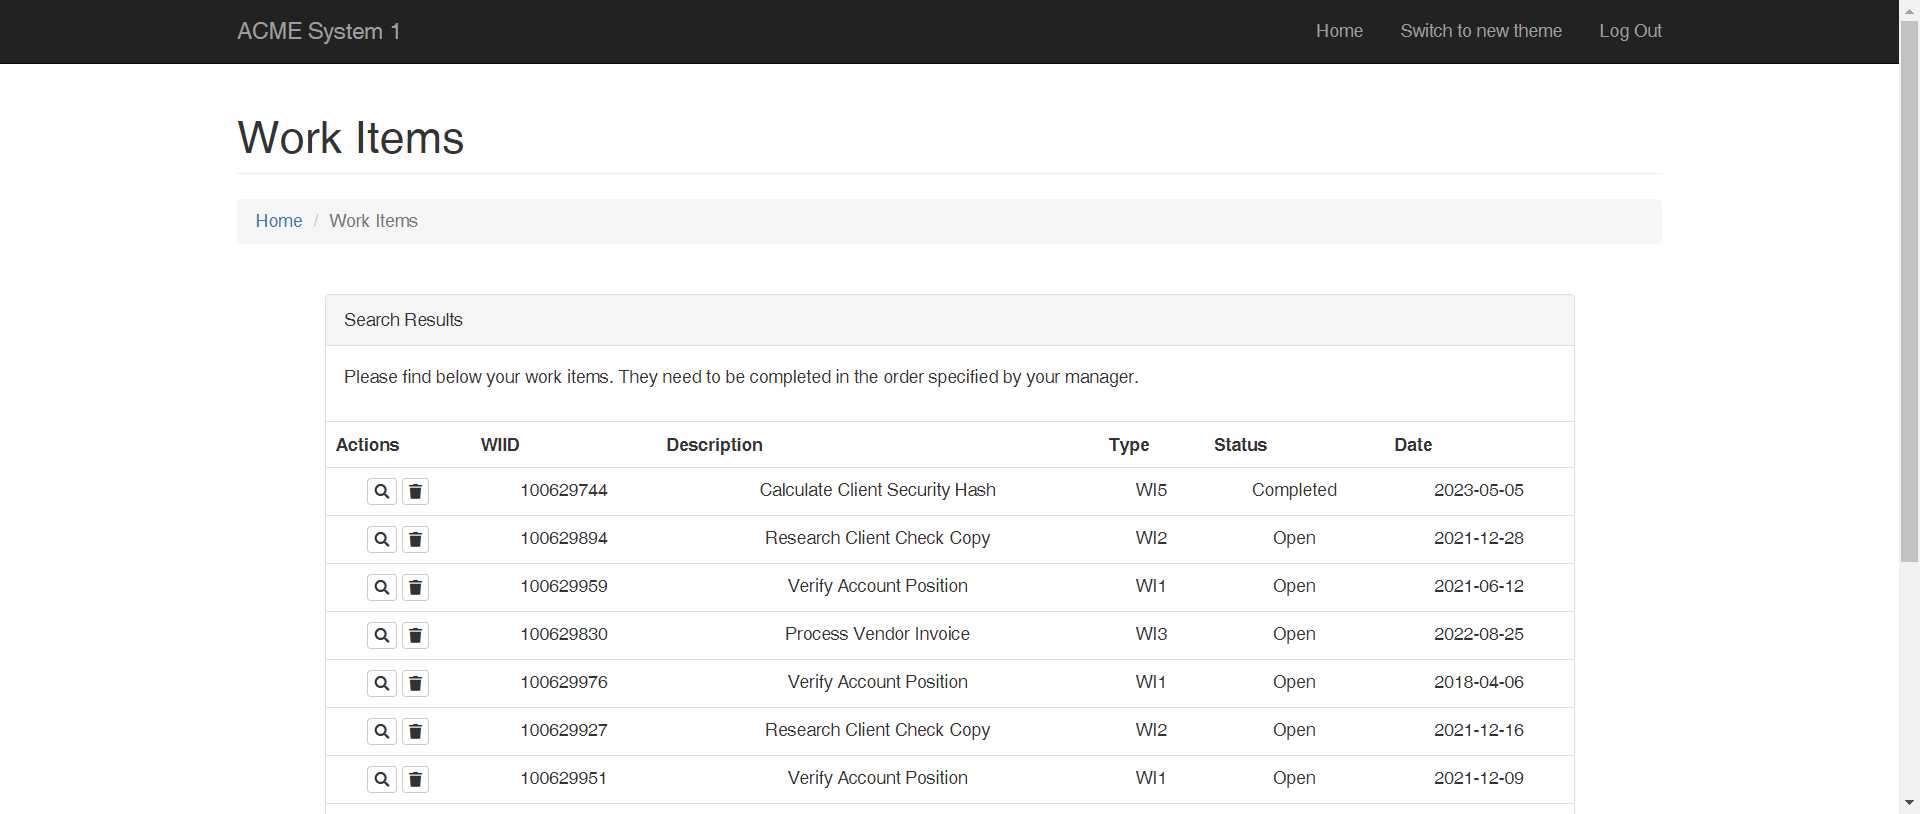 ACME System 1 Home Switch to new theme Log Out
Work Items
Home / Work Items
Search Results
Please find below your work items. They need to be completed in the order specified by your manager.
Actions WIID Description Type Status Date
100629744 Calculate Client Security Hash WI5 Completed 2023-05-05
100629894 Research Client Check Copy WI2 Open 2021-12-28
100629959 Verify Account Position WI1 Open 2021-06-12
100629830 Process Vendor Invoice WI3 Open 2022-08-25
100629976 Verify Account Position WI1 Open 2018-04-06
100629927 Research Client Check Copy WI2 Open 2021-12-16
100629951 Verify Account Position WI1 Open 2021-12-09